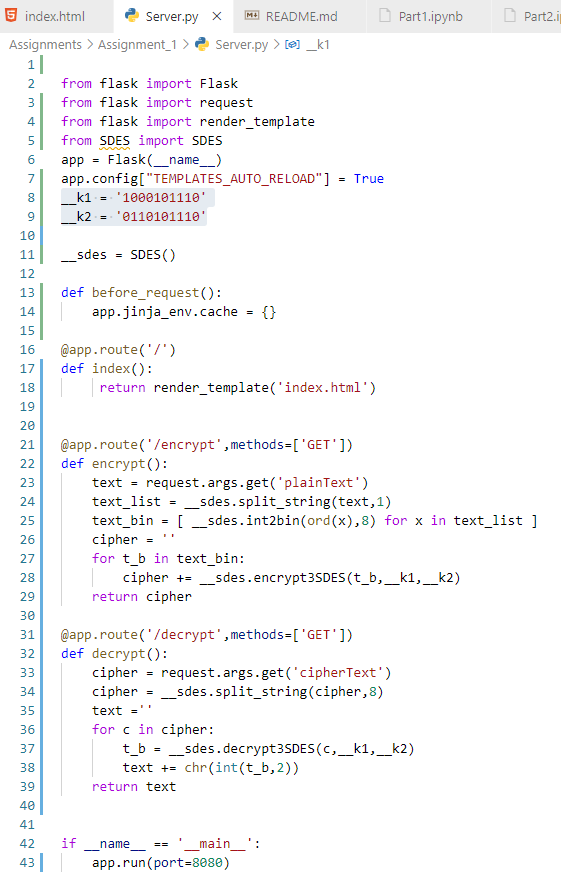 index.html Server.py × README.md Part1.ipynb Part2.i
Assignments > Assignment_1 > Server.py > __k1
1
2 from flask import Flask
3 from flask import request
4 from flask import render_template
5 from SDES import SDES
6 app = Flask(__name__)
7 app.config["TEMPLATES_AUTO_RELOAD"] = True
8 __k1 = '1000101110'
9 __k2 = '0110101110'
10
11 __sdes = SDES()
12
13 def before_request():
14     app.jinja_env.cache = {}
15
16 @app.route('/')
17 def index():
18      return render_template('index.html')
19
20
21 @app.route('/encrypt',methods=['GET'])
22 def encrypt():
23     text = request.args.get('plainText')
24     text_list = __sdes.split_string(text,1)
25     text_bin = [ __sdes.int2bin(ord(x),8) for x in text_list ]
26     cipher = ''
27     for t_b in text_bin:
28         cipher += __sdes.encrypt3SDES(t_b,__k1,__k2)
29     return cipher
30
31 @app.route('/decrypt',methods=['GET'])
32 def decrypt():
33     cipher = request.args.get('cipherText')
34     cipher = __sdes.split_string(cipher,8)
35     text =''
36     for c in cipher:
37         t_b = __sdes.decrypt3SDES(c,__k1,__k2)
38         text += chr(int(t_b,2))
39     return text
40
41
42 if __name__ == '__main__':
43     app.run(port=8080)